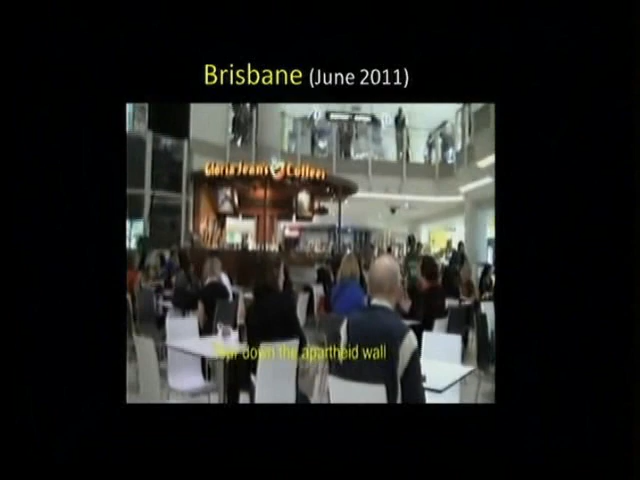 Brisbane (June 2011)
Gloria Jean's Coffees
down the apartheid wall